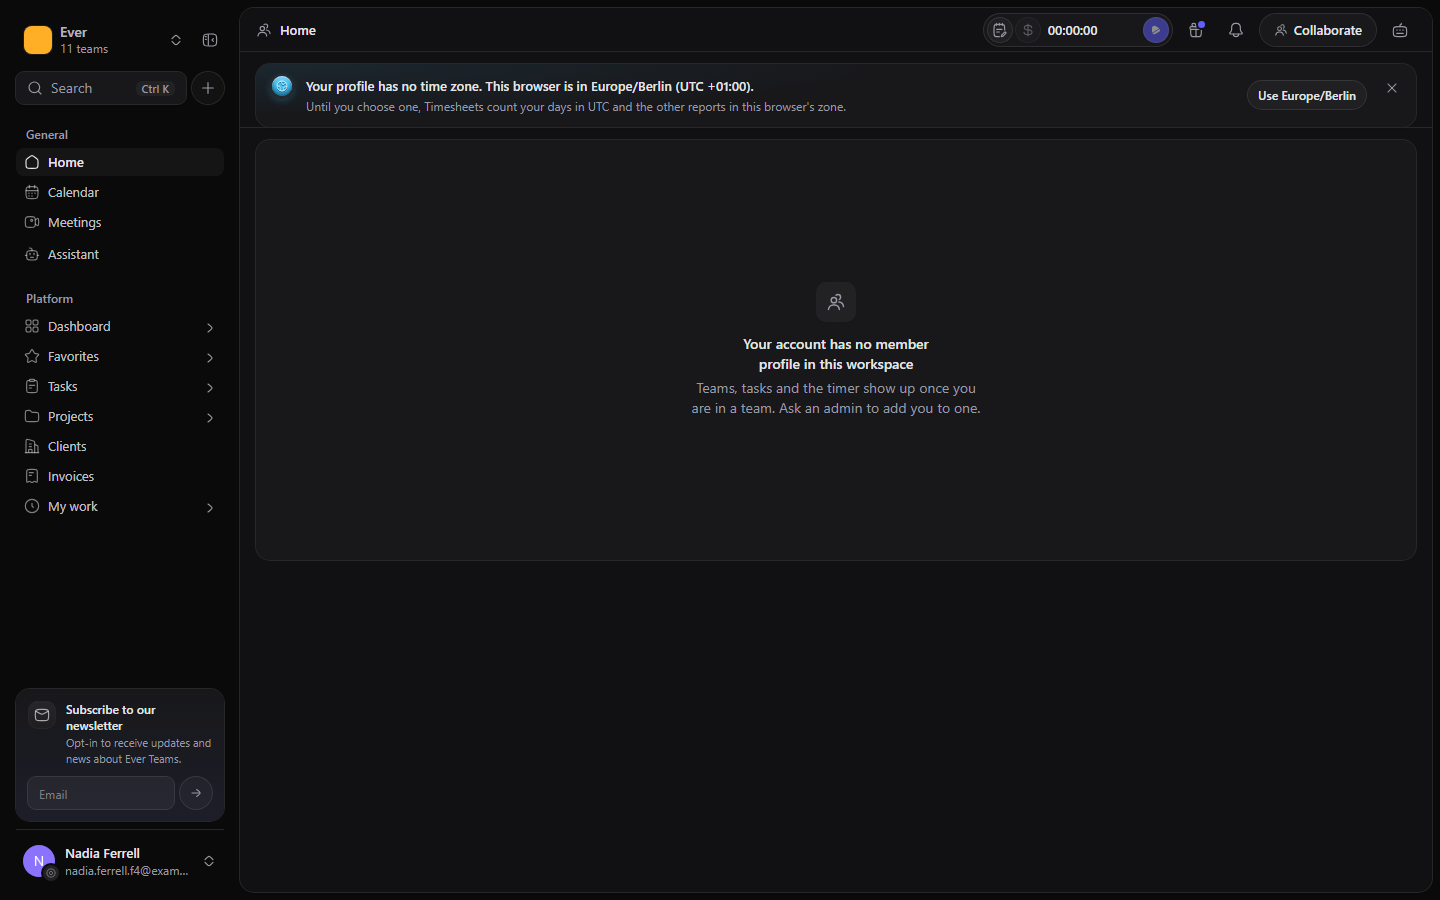 Ever
11 teams
Search
Ctrl K
General
Home
Calendar
Meetings
Assistant
Platform
Dashboard
Favorites
Tasks
Projects
Clients
Invoices
My work
Subscribe to our
newsletter
Opt-in to receive updates and
news about Ever Teams.
Email
N
Nadia Ferrell
nadia.ferrell.f4@exam...
Home
00:00:00
Collaborate
Your profile has no time zone. This browser is in Europe/Berlin (UTC +01:00).
Until you choose one, Timesheets count your days in UTC and the other reports in this browser's zone.
Use Europe/Berlin
Your account has no member
profile in this workspace
Teams, tasks and the timer show up once you
are in a team. Ask an admin to add you to one.